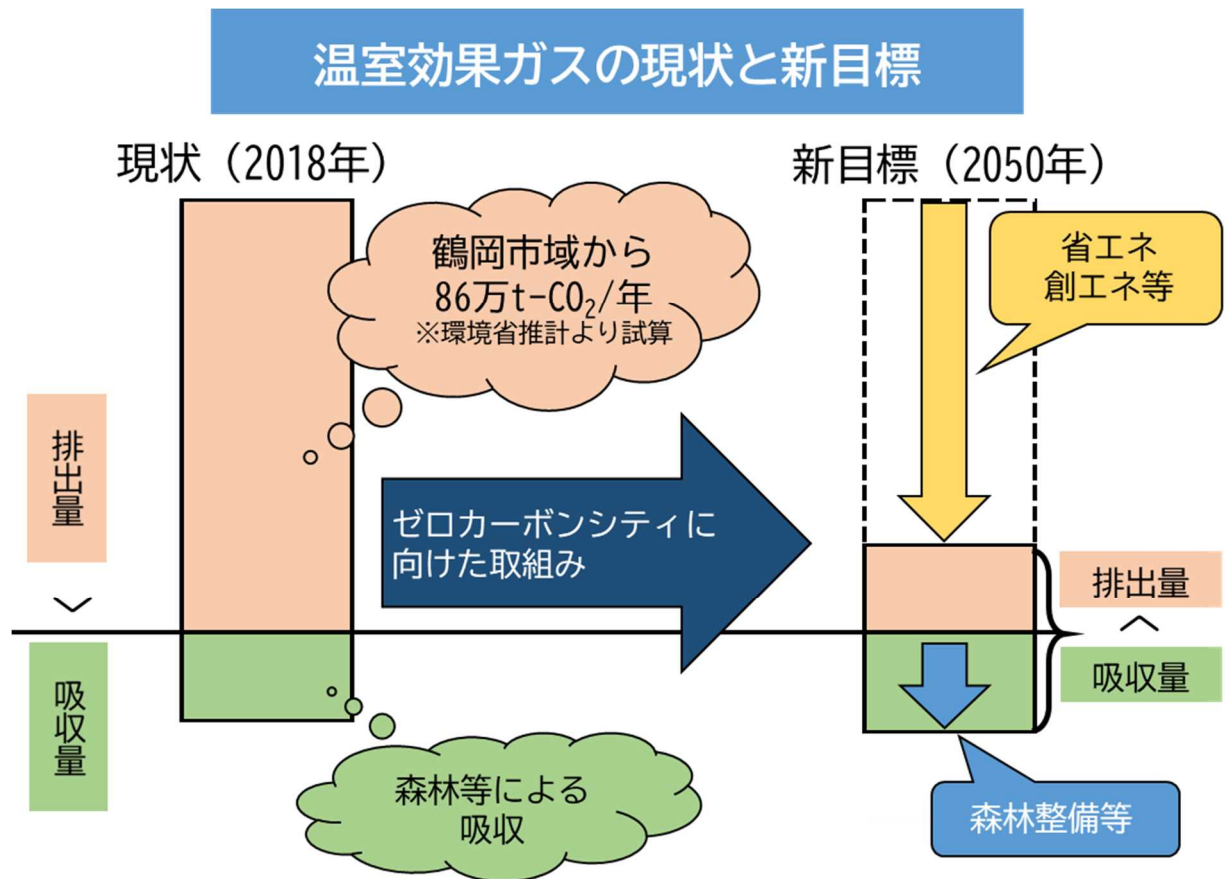 温室効果ガスの現状と新目標
現状（2018年）
新目標（2050年）
鶴岡市域から
86万t-CO₂/年
※環境省推計より試算
省エネ
創エネ等
排出量
﹀
吸収量
ゼロカーボンシティに
向けた取組み
排出量
︿
吸収量
森林等による
吸収
森林整備等